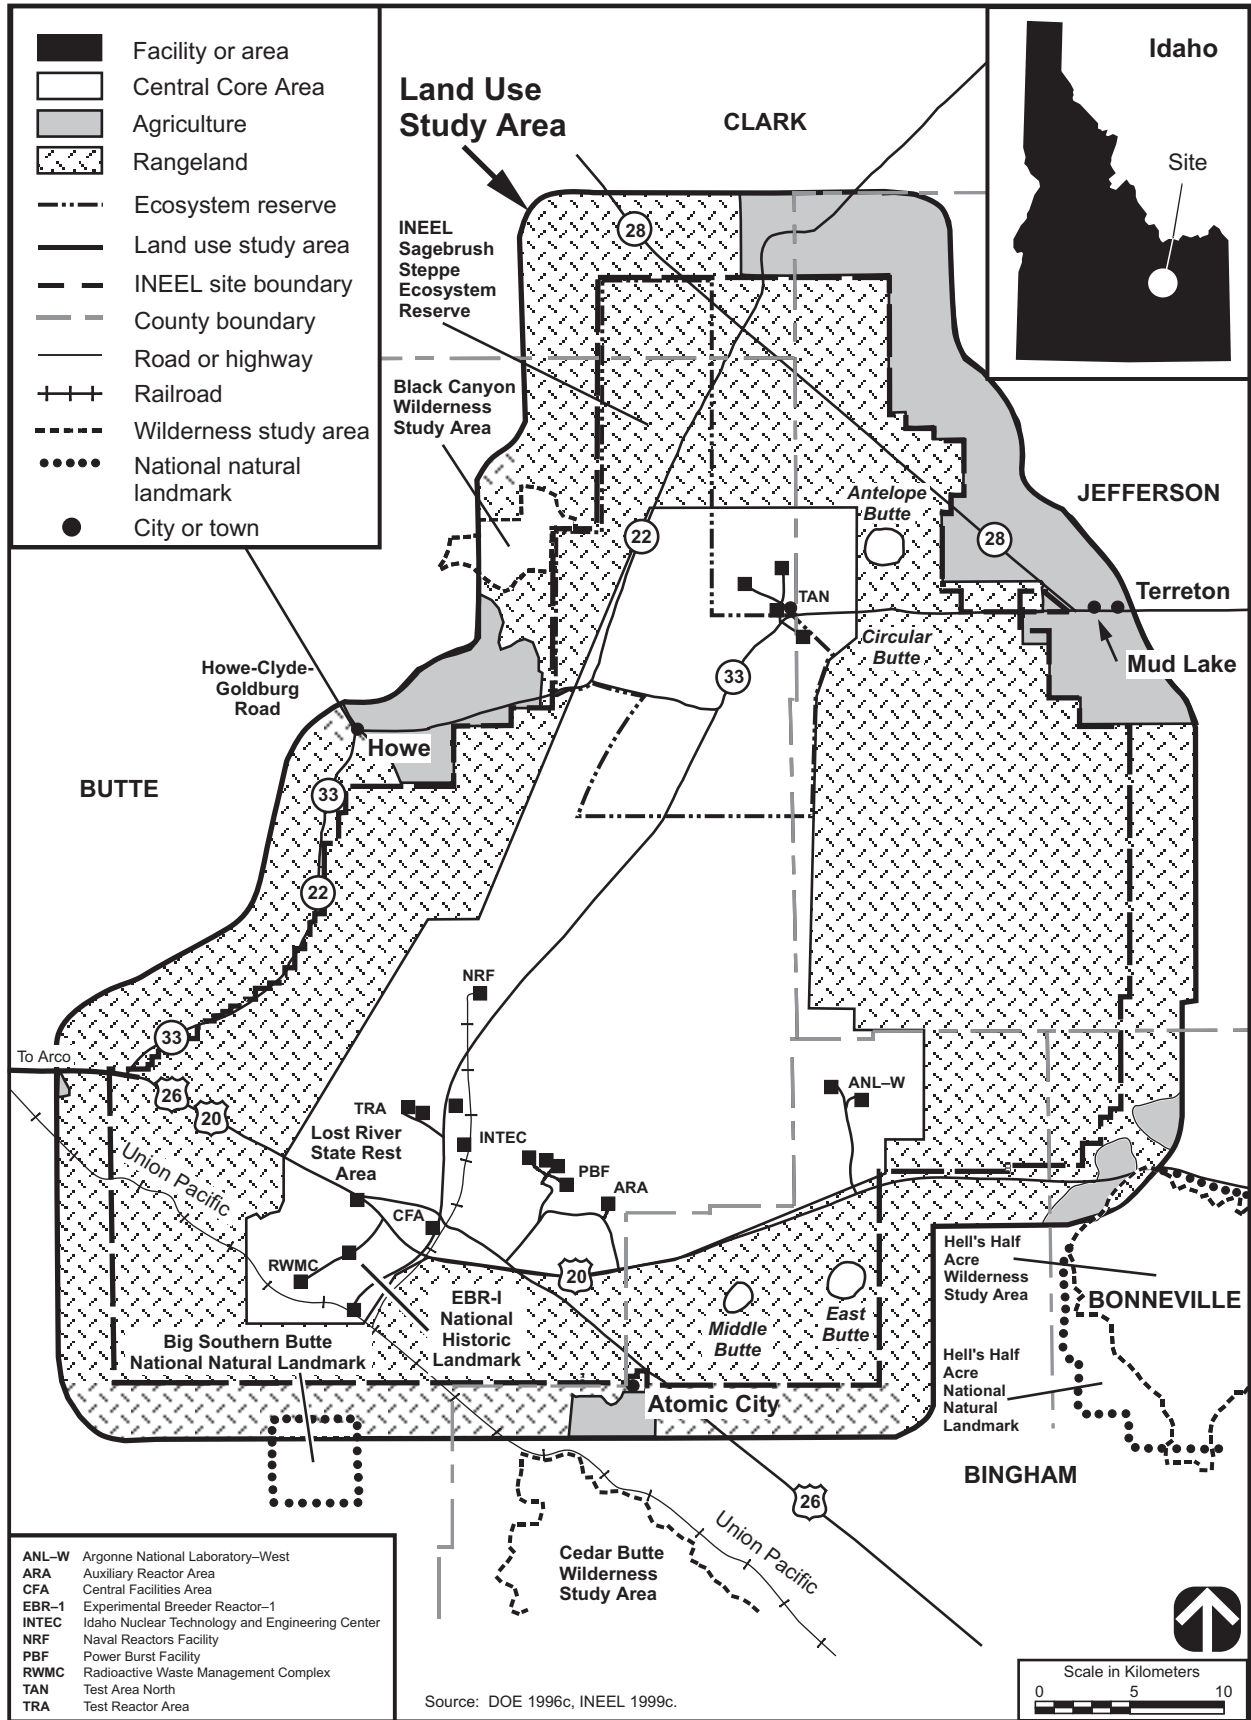 Facility or area
Central Core Area
Agriculture
Rangeland
Ecosystem reserve
Land use study area
INEEL site boundary
County boundary
Road or highway
Railroad
Wilderness study area
National natural
landmark
City or town
Land Use
Study Area
CLARK
Idaho
Site
28
INEEL
Sagebrush
Steppe
Ecosystem
Reserve
Black Canyon
Wilderness
Study Area
JEFFERSON
Antelope
Butte
22
28
TAN
Terreton
Circular
Butte
Mud Lake
Howe-Clyde-
Goldburg
Road
33
Howe
BUTTE
33
22
NRF
33
To Arco
26
20
ANL–W
TRA
Lost River
State Rest
Area
INTEC
Union Pacific
PBF
ARA
CFA
RWMC
20
Hell's Half
Acre
Wilderness
Study Area
EBR-I
National
Historic
Landmark
BONNEVILLE
Middle
Butte
East
Butte
Big Southern Butte
National Natural Landmark
Hell's Half
Acre
National
Natural
Landmark
Atomic City
BINGHAM
26
Union Pacific
Cedar Butte
Wilderness
Study Area
ANL–W Argonne National Laboratory–West
ARA Auxiliary Reactor Area
CFA Central Facilities Area
EBR–1 Experimental Breeder Reactor–1
INTEC Idaho Nuclear Technology and Engineering Center
NRF Naval Reactors Facility
PBF Power Burst Facility
RWMC Radioactive Waste Management Complex
TAN Test Area North
TRA Test Reactor Area
Source: DOE 1996c, INEEL 1999c.
Scale in Kilometers
0 5 10